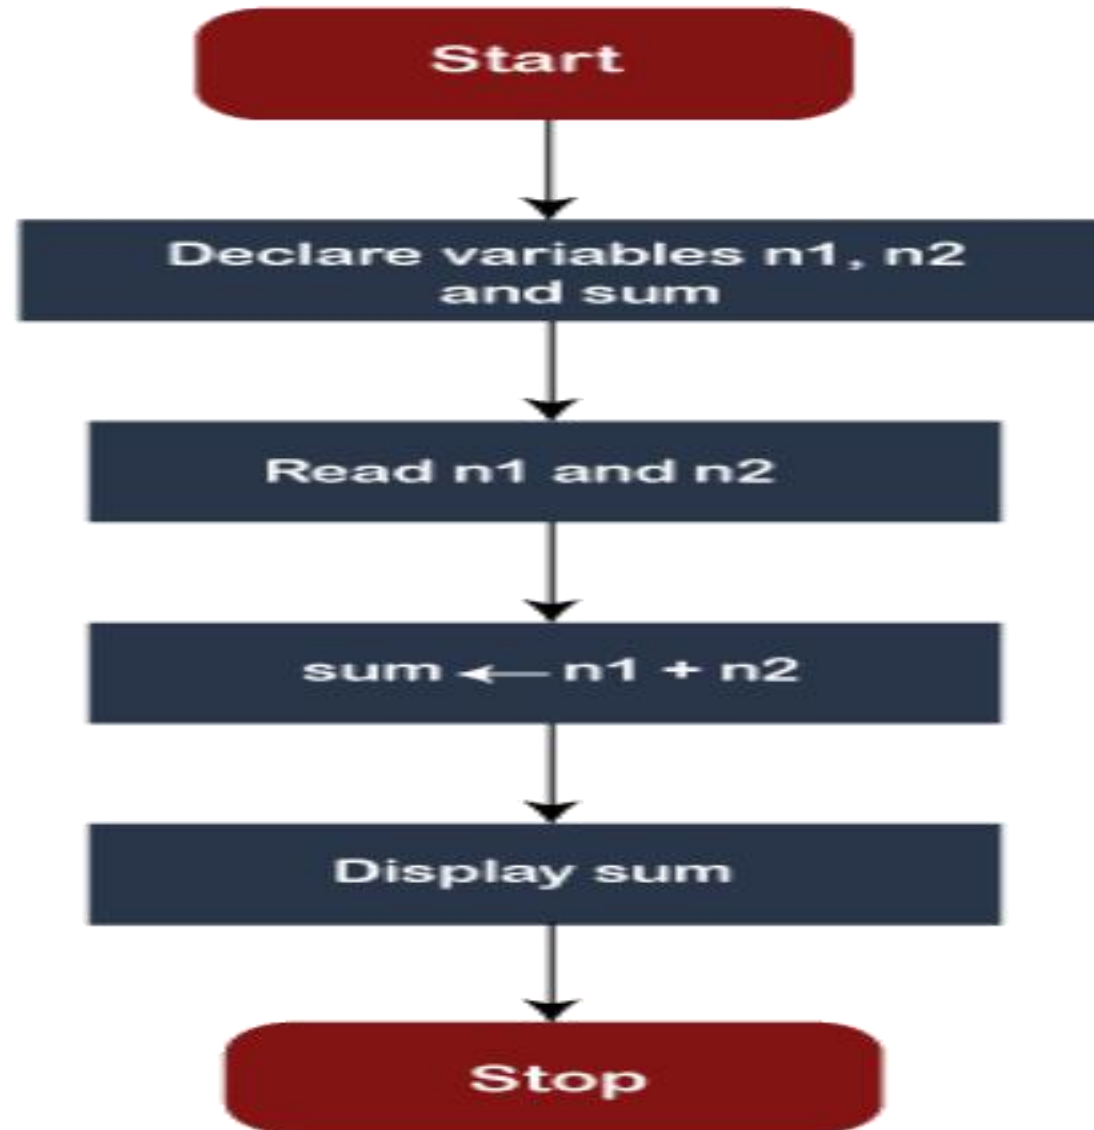 Start
Declare variables n1, n2
and sum
Read n1 and n2
sum ← n1 + n2
Display sum
Stop